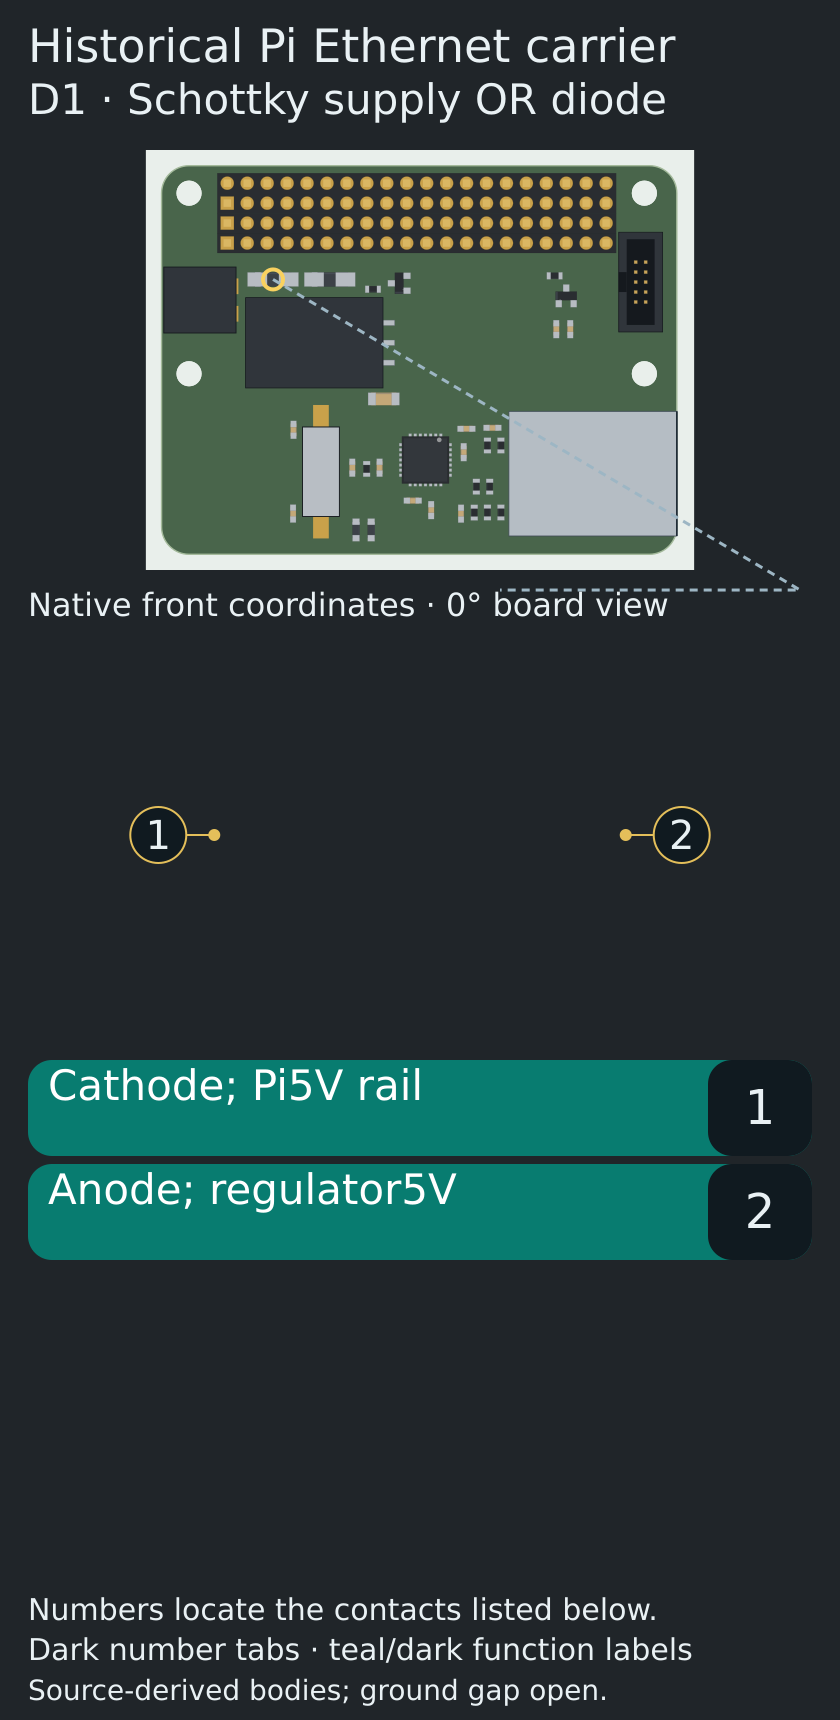 Historical Pi Ethernet carrier
D1 · Schottky supply OR diode
Native front coordinates · 0° board view
1
2
Cathode; Pi5V rail
1
Anode; regulator5V
2
Numbers locate the contacts listed below.
Dark number tabs · teal/dark function labels
Source-derived bodies; ground gap open.